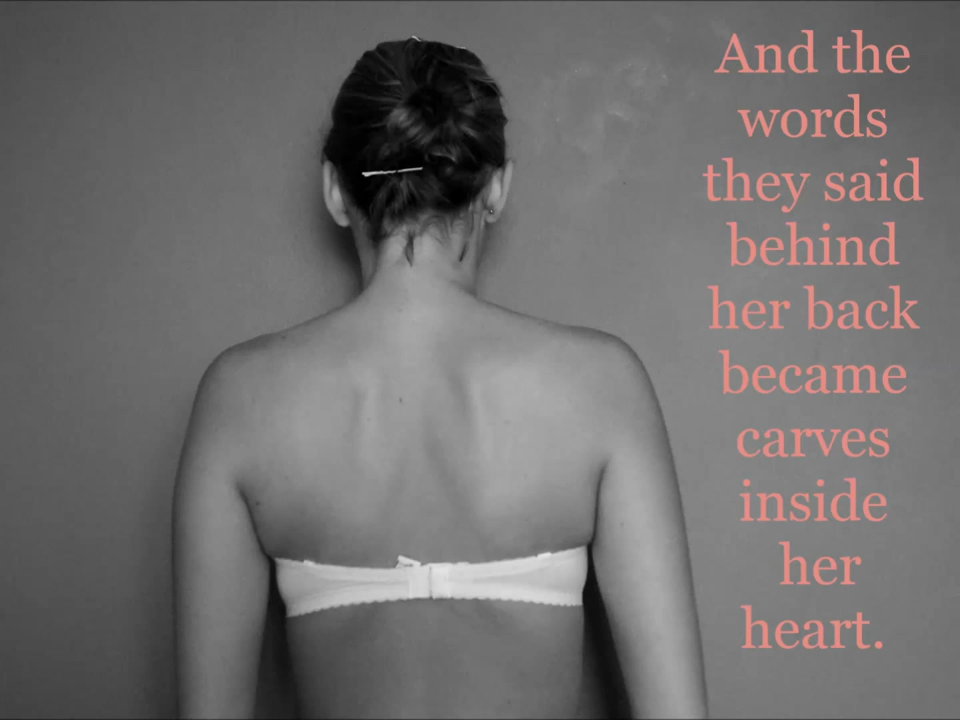 And the
words
they said
behind
her back
became
carves
inside
her
heart.